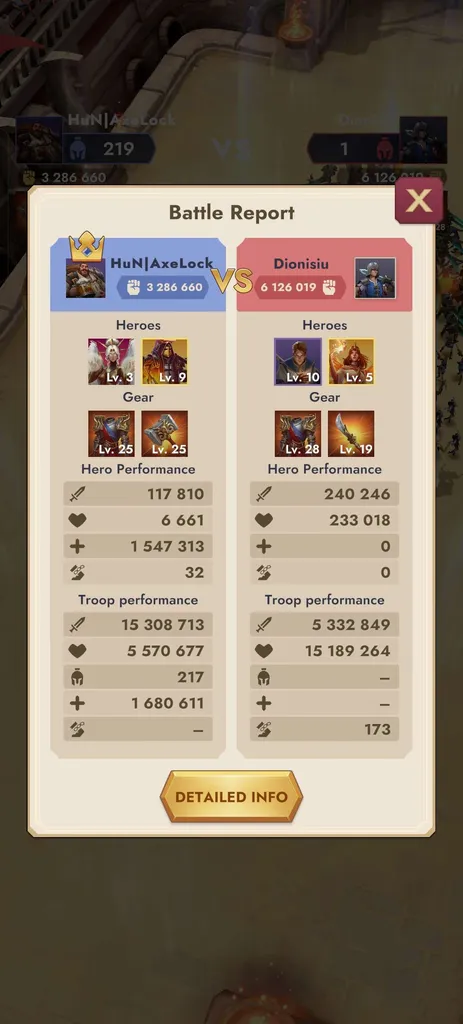 HuN|AxeLock
219
VS
1
3 286 660
6 126 019
Battle Report
X
HuN|AxeLock
3 286 660
VS
Dionisiu
6 126 019
Heroes
Lv. 3
Lv. 9
Gear
Lv. 25
Lv. 25
Hero Performance
117 810
6 661
1 547 313
32
Troop performance
15 308 713
5 570 677
217
1 680 611
–
Heroes
Lv. 10
Lv. 5
Gear
Lv. 28
Lv. 19
Hero Performance
240 246
233 018
0
0
Troop performance
5 332 849
15 189 264
–
–
173
DETAILED INFO